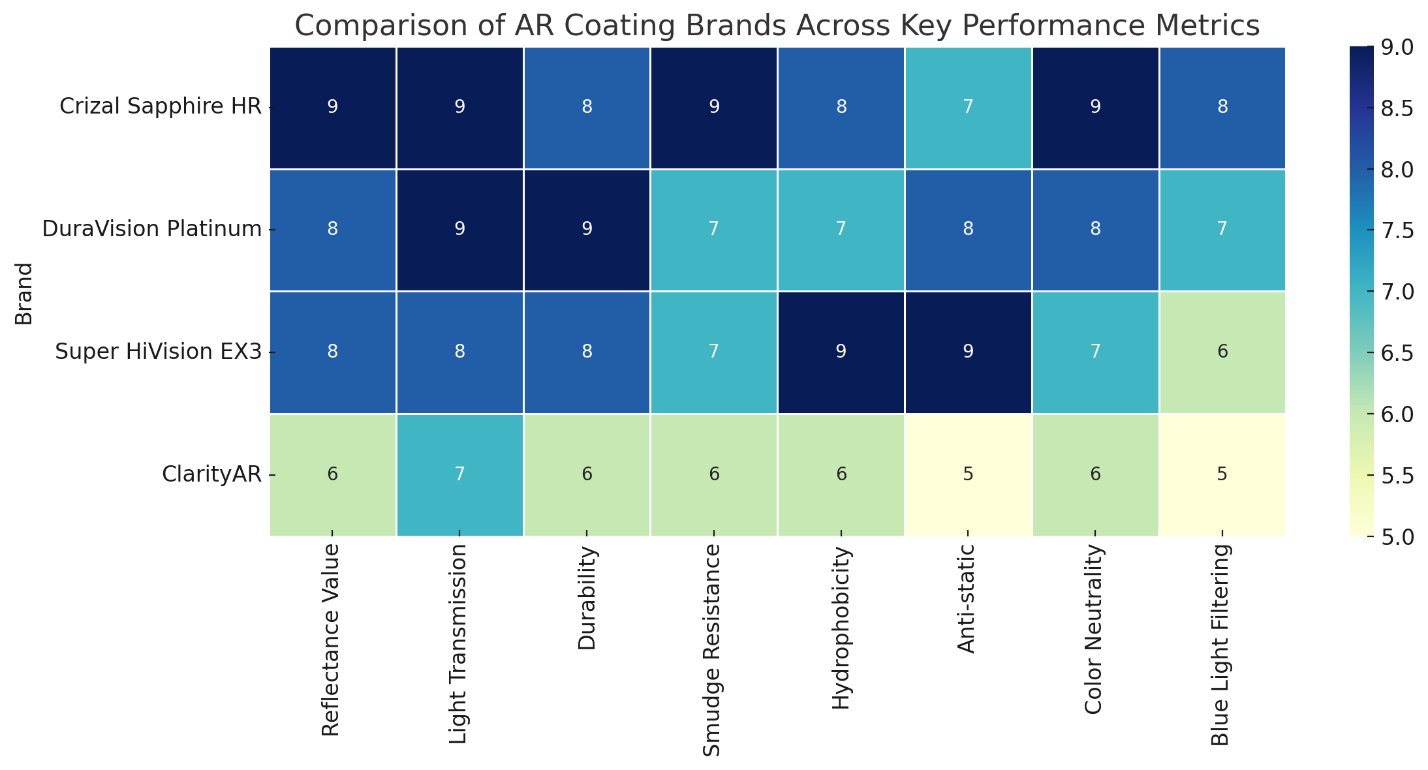 Comparison of AR Coating Brands Across Key Performance Metrics
Brand
Crizal Sapphire HR 9 9 8 9 8 7 9 8
DuraVision Platinum 8 9 9 7 7 8 8 7
Super HiVision EX3 8 8 8 7 9 9 7 6
ClarityAR 6 7 6 6 6 5 6 5
Reflectance Value
Light Transmission
Durability
Smudge Resistance
Hydrophobicity
Anti-static
Color Neutrality
Blue Light Filtering
9.0
8.5
8.0
7.5
7.0
6.5
6.0
5.5
5.0